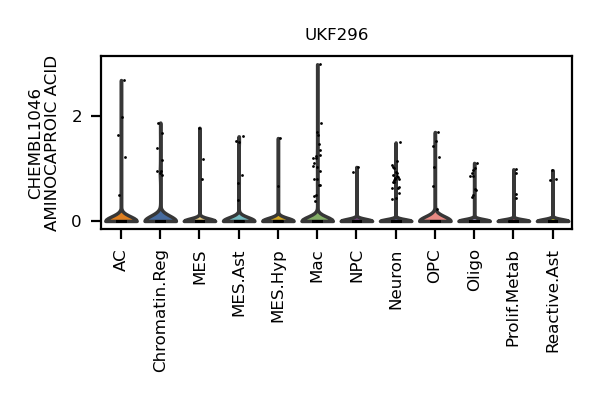 UKF296
CHEMBL1046
AMINOCAPROIC ACID
2
0
AC
Chromatin.Reg
MES
MES.Ast
MES.Hyp
Mac
NPC
Neuron
OPC
Oligo
Prolif.Metab
Reactive.Ast